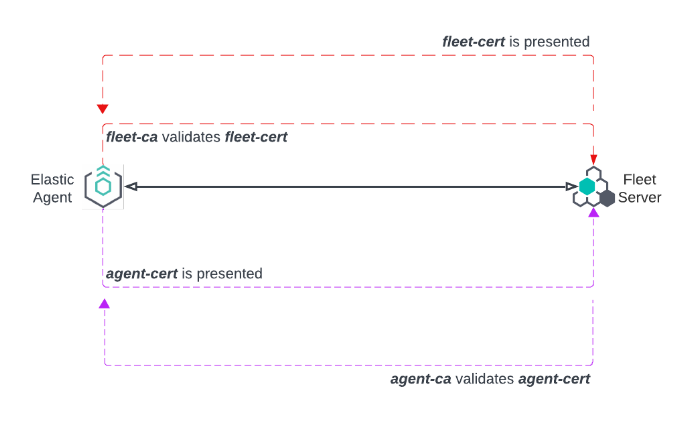 fleet-cert is presented
fleet-ca validates fleet-cert
Elastic
Agent
Fleet
Server
agent-cert is presented
agent-ca validates agent-cert